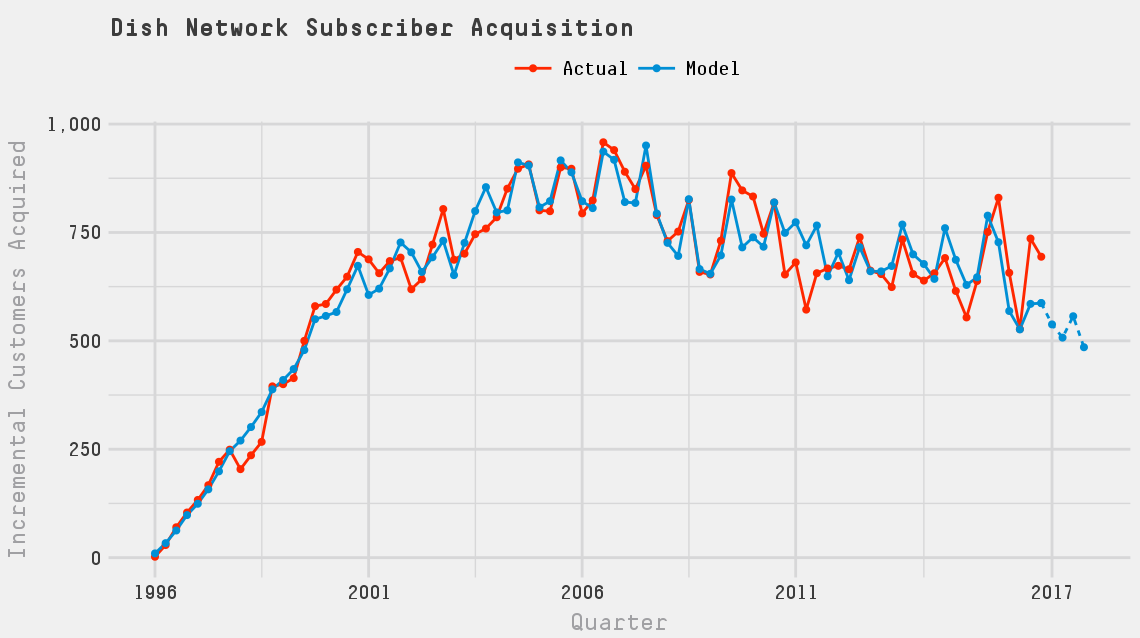 Dish Network Subscriber Acquisition
Actual Model
Incremental Customers Acquired
1,000
750
500
250
0
1996 2001 2006 2011 2017
Quarter